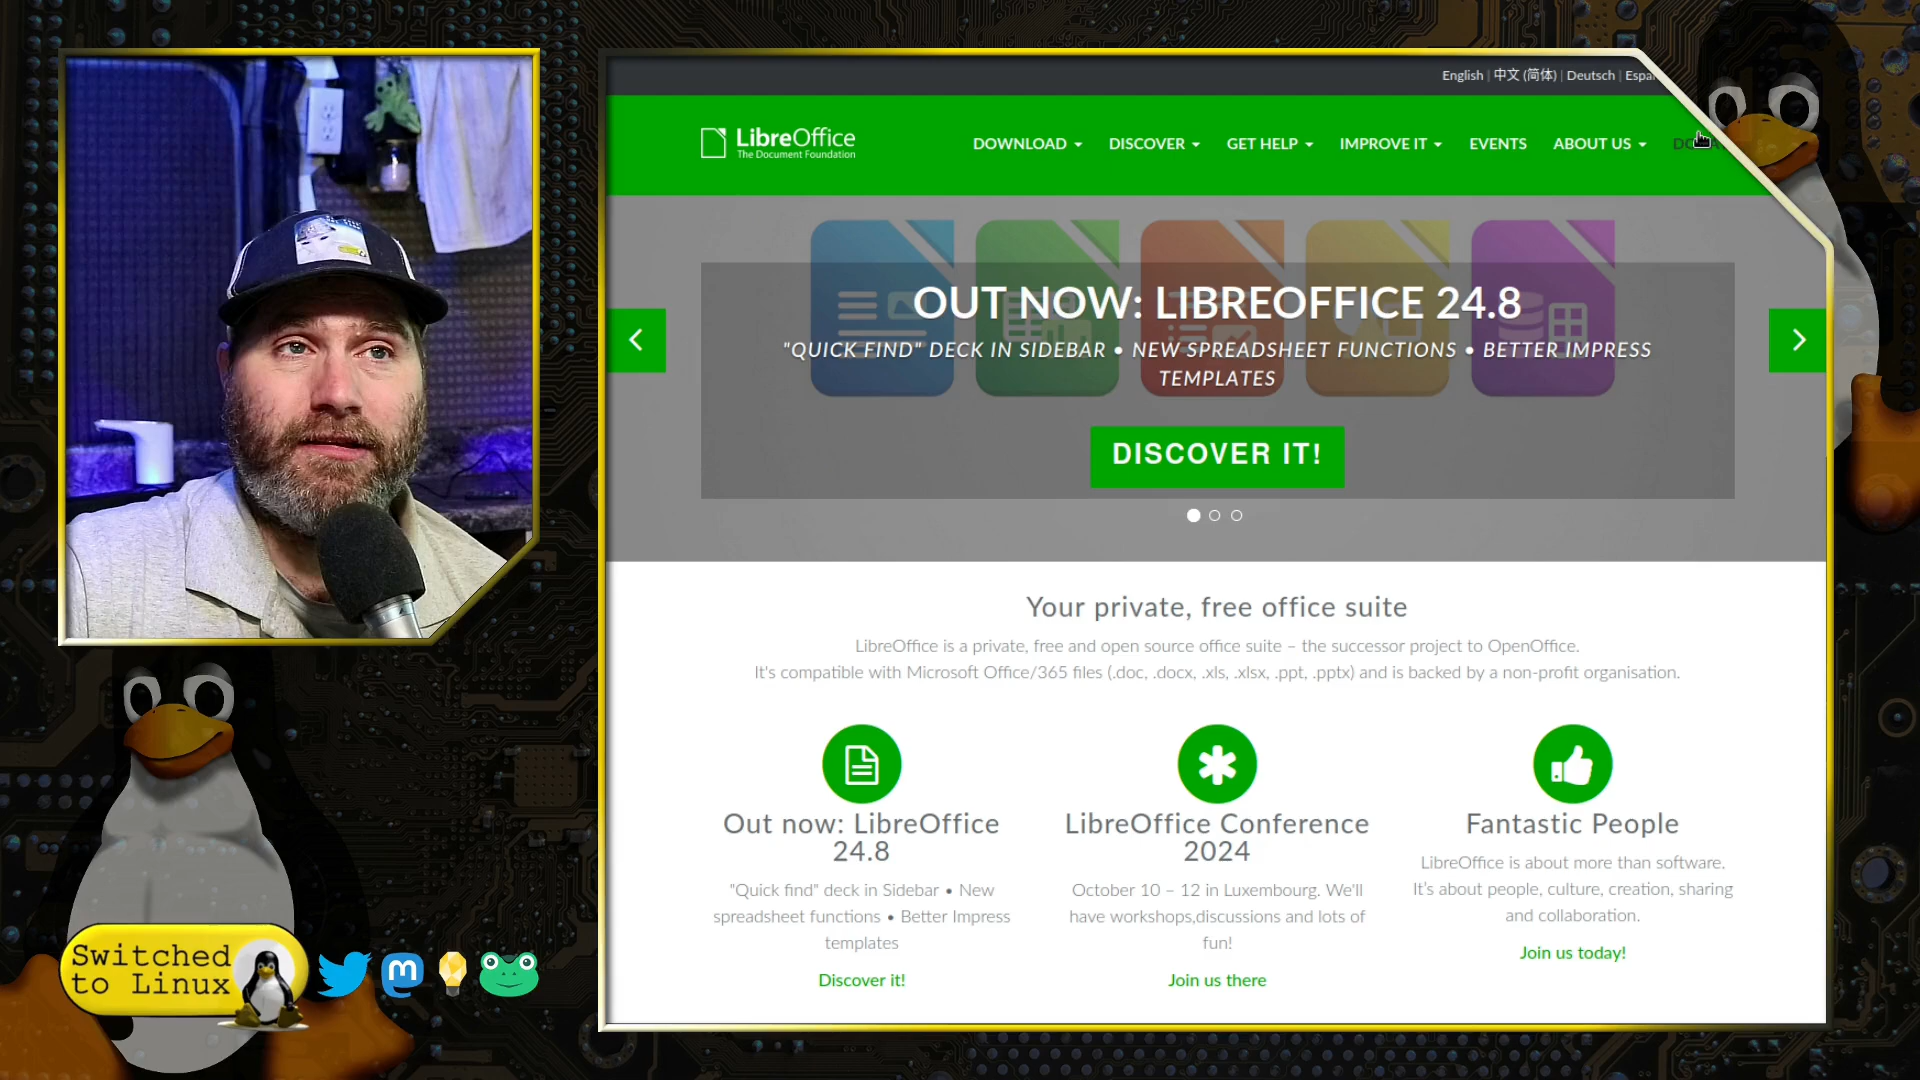 English | 中文 (简体) | Deutsch |
LibreOffice
The Document Foundation
DOWNLOAD
DISCOVER
GET HELP
IMPROVE IT
EVENTS
ABOUT US
OUT NOW: LIBREOFFICE 24.8
"QUICK FIND" DECK IN SIDEBAR • NEW SPREADSHEET FUNCTIONS • BETTER IMPRESS
TEMPLATES
DISCOVER IT!
Your private, free office suite
LibreOffice is a private, free and open source office suite – the successor project to OpenOffice.
It's compatible with Microsoft Office/365 files (.doc, .docx, .xls, .xlsx, .ppt, .pptx) and is backed by a non-profit organisation.
Out now: LibreOffice
24.8
"Quick find" deck in Sidebar • New
spreadsheet functions • Better Impress
templates
Discover it!
LibreOffice Conference
2024
October 10 – 12 in Luxembourg. We'll
have workshops,discussions and lots of
fun!
Join us there
Fantastic People
LibreOffice is about more than software.
It's about people, culture, creation, sharing
and collaboration.
Join us today!
Switched
to Linux